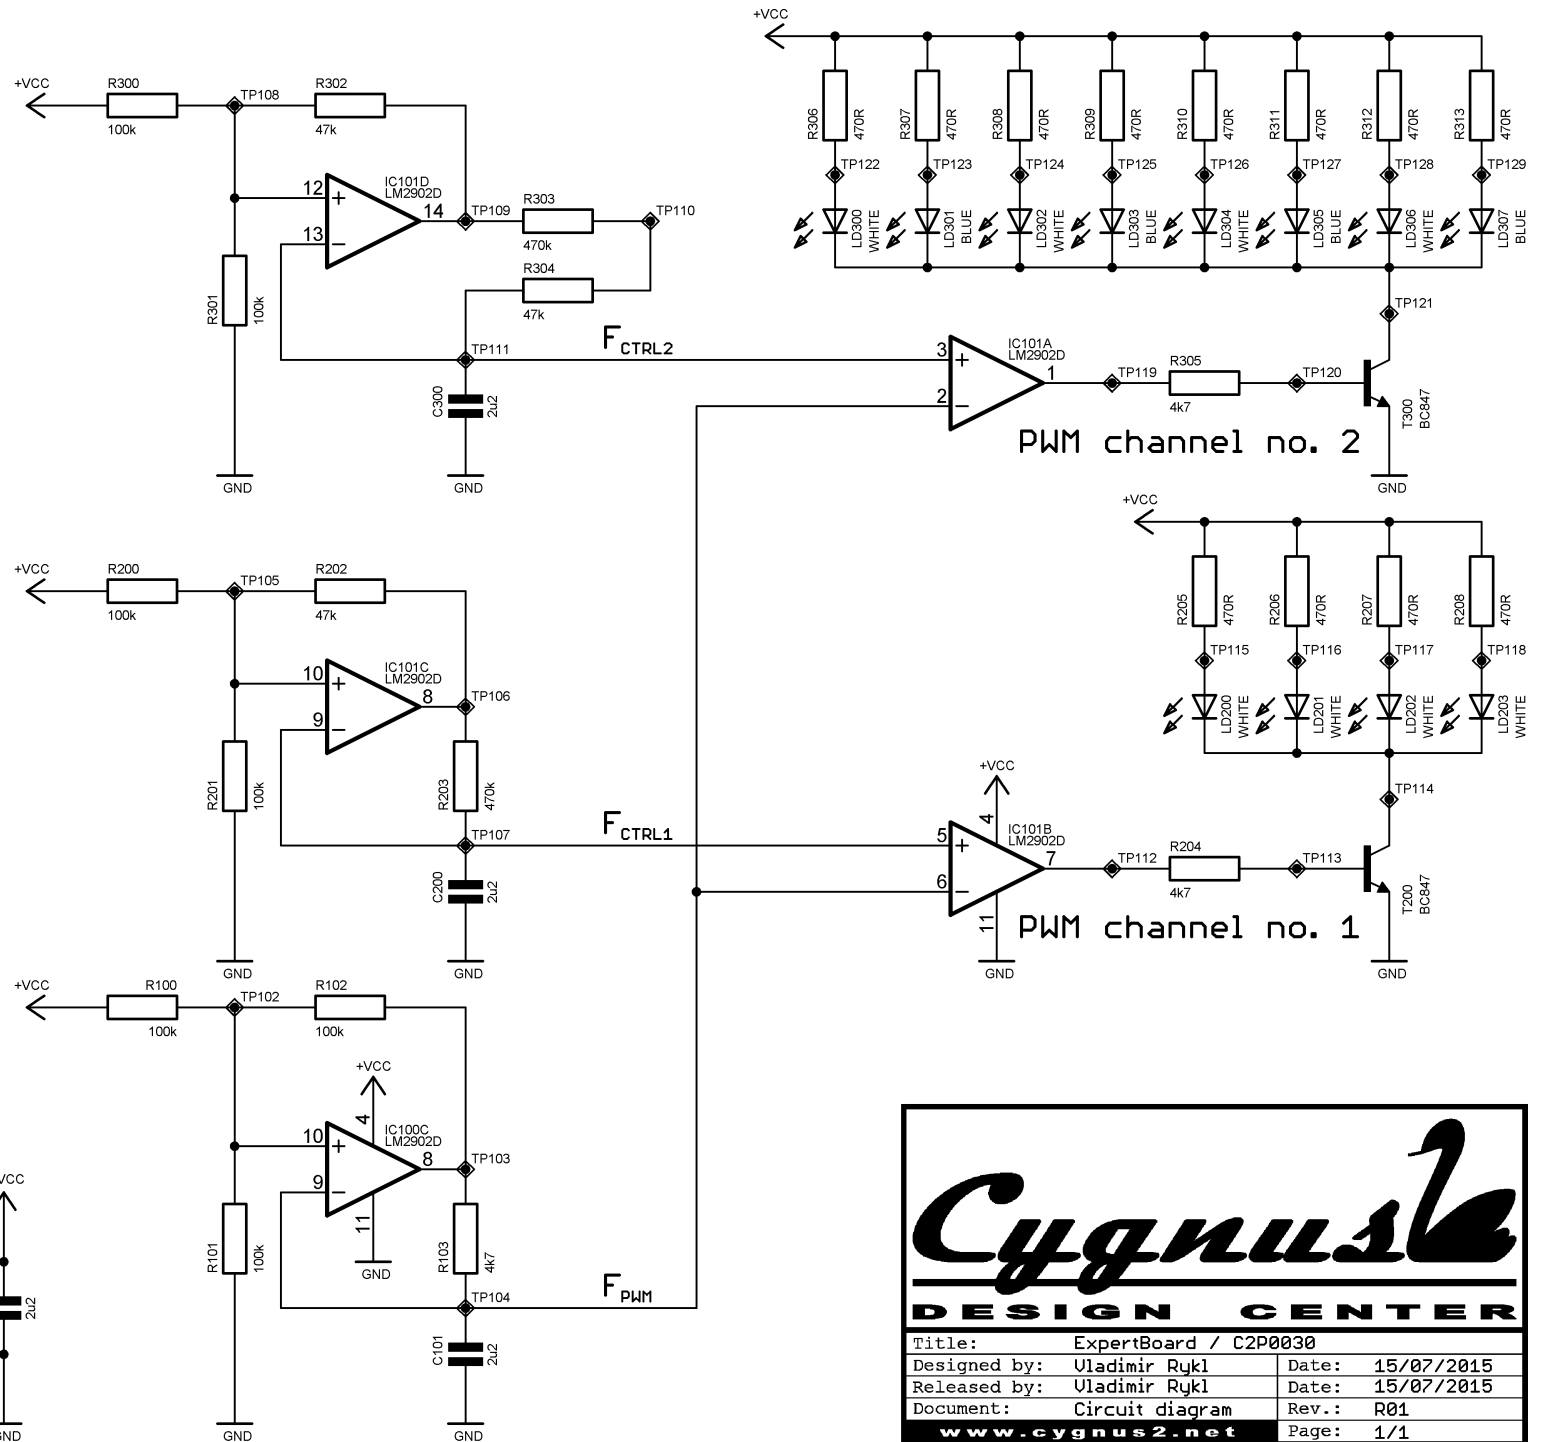 +VCC
R300
100k
TP108
R302
47k
R301
100k
GND
12
13
14
IC101D
LM2902D
TP109
R303
470k
TP110
R304
47k
TP111
C300
2u2
GND
FCTRL2
+VCC
R306
470R
R307
470R
R308
470R
R309
470R
R310
470R
R311
470R
R312
470R
R313
470R
TP122
TP123
TP124
TP125
TP126
TP127
TP128
TP129
LD300
WHITE
LD301
BLUE
LD302
WHITE
LD303
BLUE
LD304
WHITE
LD305
BLUE
LD306
WHITE
LD307
BLUE
TP121
3
2
1
IC101A
LM2902D
TP119
R305
4k7
TP120
T300
BC847
GND
PWM channel no. 2
+VCC
R200
100k
TP105
R202
47k
R201
100k
GND
10
9
8
IC101C
LM2902D
TP106
R203
470k
TP107
C200
2u2
GND
FCTRL1
+VCC
R205
470R
R206
470R
R207
470R
R208
470R
TP115
TP116
TP117
TP118
LD200
WHITE
LD201
WHITE
LD202
WHITE
LD203
WHITE
TP114
+VCC
4
5
6
7
11
IC101B
LM2902D
GND
TP112
R204
4k7
TP113
T200
BC847
GND
PWM channel no. 1
+VCC
R100
100k
TP102
R102
100k
R101
100k
GND
+VCC
4
10
9
8
11
IC100C
LM2902D
GND
TP103
R103
4k7
TP104
C101
2u2
GND
FPWM
VCC
2u2
GND
Cygnus
DESIGN CENTER
Title: ExpertBoard / C2P0030
Designed by: Vladimir Rykl Date: 15/07/2015
Released by: Vladimir Rykl Date: 15/07/2015
Document: Circuit diagram Rev.: R01
www.cygnus2.net Page: 1/1